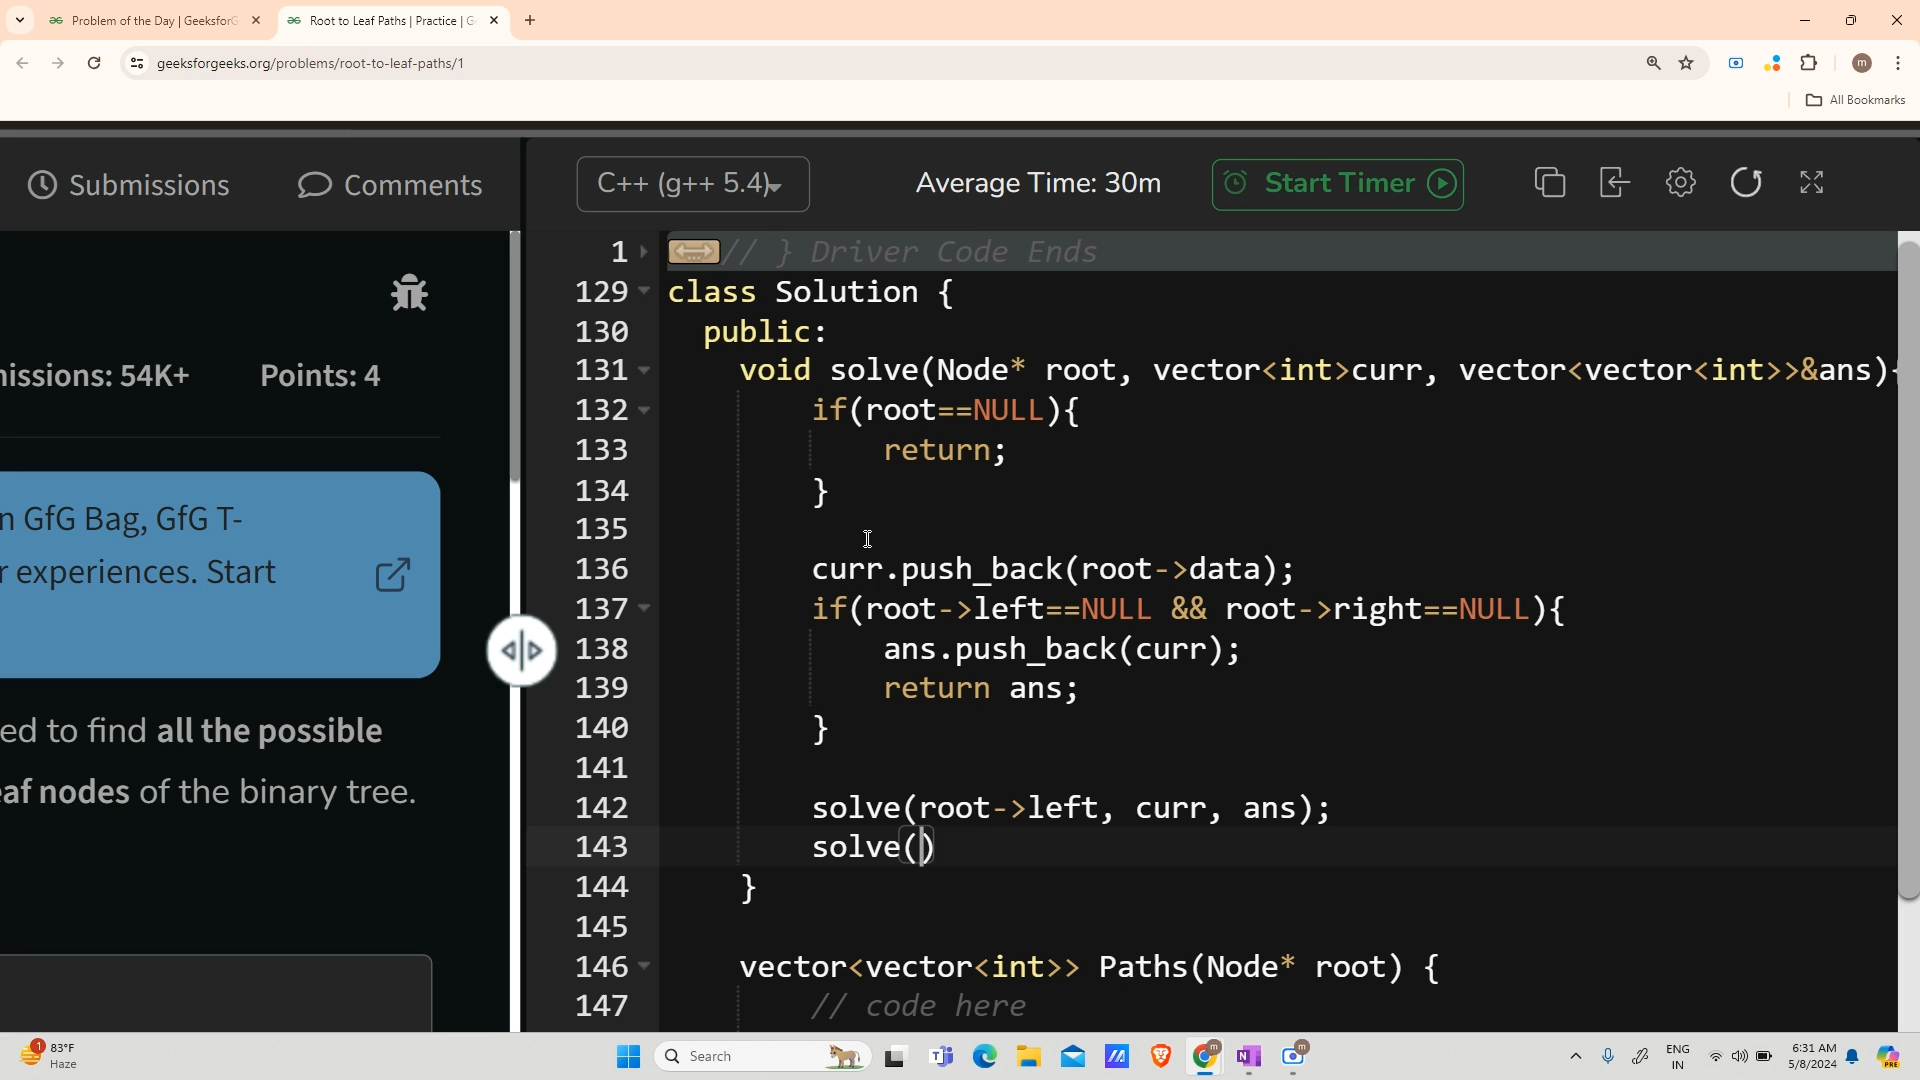 Problem of the Day | GeeksforG
Root to Leaf Paths | Practice | G
geeksforgeeks.org/problems/root-to-leaf-paths/1
m
All Bookmarks
Submissions
Comments
C++ (g++ 5.4)
Average Time: 30m
Start Timer
nissions: 54K+
Points: 4
n GfG Bag, GfG T-
r experiences. Start
ed to find all the possible
eaf nodes of the binary tree.
1 // } Driver Code Ends
129 class Solution {
130 public:
131 void solve(Node* root, vector<int>curr, vector<vector<int>>&ans){
132 if(root==NULL){
133 return;
134 }
135
136 curr.push_back(root->data);
137 if(root->left==NULL && root->right==NULL){
138 ans.push_back(curr);
139 return ans;
140 }
141
142 solve(root->left, curr, ans);
143 solve()
144 }
145
146 vector<vector<int>> Paths(Node* root) {
147 // code here
1
83°F
Haze
Search
ENG
IN
6:31 AM
5/8/2024